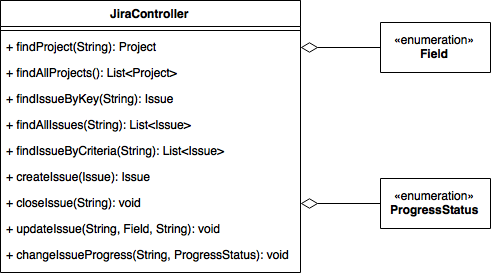 JiraController
+ findProject(String): Project
+ findAllProjects(): List<Project>
+ findIssueByKey(String): Issue
+ findAllIssues(String): List<Issue>
+ findIssueByCriteria(String): List<Issue>
+ createIssue(Issue): Issue
+ closeIssue(String): void
+ updateIssue(String, Field, String): void
+ changeIssueProgress(String, ProgressStatus): void
«enumeration»
Field
«enumeration»
ProgressStatus